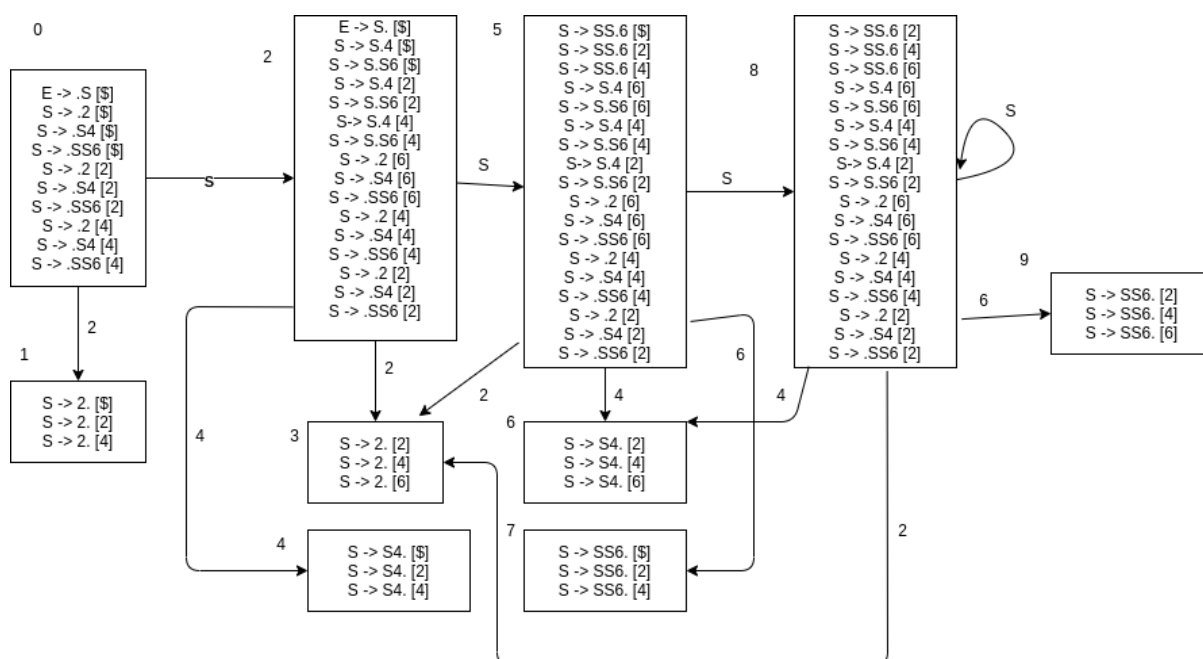 0
E -> .S [$]
S -> .2 [$]
S -> .S4 [$]
S -> .SS6 [$]
S -> .2 [2]
S -> .S4 [2]
S -> .SS6 [2]
S -> .2 [4]
S -> .S4 [4]
S -> .SS6 [4]
S
2
1
S -> 2. [$]
S -> 2. [2]
S -> 2. [4]
2
E -> S. [$]
S -> S.4 [$]
S -> S.S6 [$]
S -> S.4 [2]
S -> S.S6 [2]
S-> S.4 [4]
S -> S.S6 [4]
S -> .2 [6]
S -> .S4 [6]
S -> .SS6 [6]
S -> .2 [4]
S -> .S4 [4]
S -> .SS6 [4]
S -> .2 [2]
S -> .S4 [2]
S -> .SS6 [2]
S
2
4
3
S -> 2. [2]
S -> 2. [4]
S -> 2. [6]
4
S -> S4. [$]
S -> S4. [2]
S -> S4. [4]
5
S -> SS.6 [$]
S -> SS.6 [2]
S -> SS.6 [4]
S -> S.4 [6]
S -> S.S6 [6]
S -> S.4 [4]
S -> S.S6 [4]
S-> S.4 [2]
S -> S.S6 [2]
S -> .2 [6]
S -> .S4 [6]
S -> .SS6 [6]
S -> .2 [4]
S -> .S4 [4]
S -> .SS6 [4]
S -> .2 [2]
S -> .S4 [2]
S -> .SS6 [2]
S
2
4
6
6
S -> S4. [2]
S -> S4. [4]
S -> S4. [6]
7
S -> SS6. [$]
S -> SS6. [2]
S -> SS6. [4]
8
S -> SS.6 [2]
S -> SS.6 [4]
S -> SS.6 [6]
S -> S.4 [6]
S -> S.S6 [6]
S -> S.4 [4]
S -> S.S6 [4]
S-> S.4 [2]
S -> S.S6 [2]
S -> .2 [6]
S -> .S4 [6]
S -> .SS6 [6]
S -> .2 [4]
S -> .S4 [4]
S -> .SS6 [4]
S -> .2 [2]
S -> .S4 [2]
S -> .SS6 [2]
S
4
6
2
9
S -> SS6. [2]
S -> SS6. [4]
S -> SS6. [6]